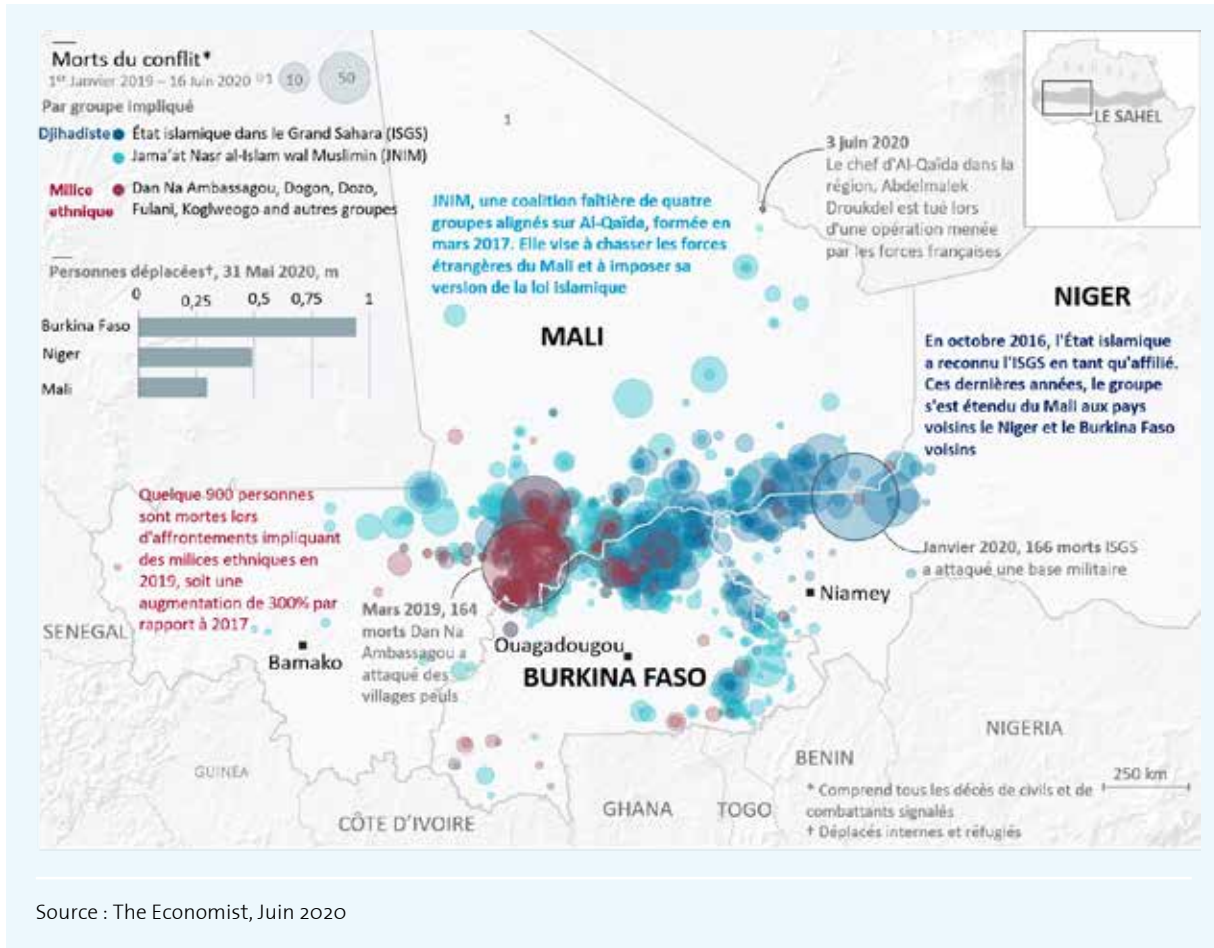 Morts du conflit*
1er Janvier 2019 – 16 Juin 2020 1 10 50
Par groupe impliqué
Djihadiste État islamique dans le Grand Sahara (ISGS)
Jama'at Nasr al-Islam wal Muslimin (JNIM)
Milice Dan Na Ambassagou, Dogon, Dozo,
ethnique Fulani, Koglweogo and autres groupes
Personnes déplacées†, 31 Mai 2020, m
0 0,25 0,5 0,75 1
Burkina Faso
Niger
Mali
1
JNIM, une coalition faîtière de quatre
groupes alignés sur Al-Qaïda, formée en
mars 2017. Elle vise à chasser les forces
étrangères du Mali et à imposer sa
version de la loi islamique
3 juin 2020
Le chef d'Al-Qaïda dans la
région, Abdelmalek
Droukdel est tué lors
d'une opération menée
par les forces françaises
LE SAHEL
NIGER
MALI
En octobre 2016, l'État islamique
a reconnu l'ISGS en tant qu'affilié.
Ces dernières années, le groupe
s'est étendu du Mali aux pays
voisins le Niger et le Burkina Faso
voisins
Quelque 900 personnes
sont mortes lors
d'affrontements impliquant
des milices ethniques en
2019, soit une
augmentation de 300% par
rapport à 2017
Janvier 2020, 166 morts ISGS
a attaqué une base militaire
Mars 2019, 164
morts Dan Na
Ambassagou a
attaqué des
villages peuls
Niamey
SENEGAL
Bamako
Ouagadougou
BURKINA FASO
NIGERIA
BENIN
GUINEA
CÔTE D'IVOIRE
GHANA
TOGO
250 km
* Comprend tous les décès de civils et de
combattants signalés
† Déplacés internes et réfugiés
Source : The Economist, Juin 2020